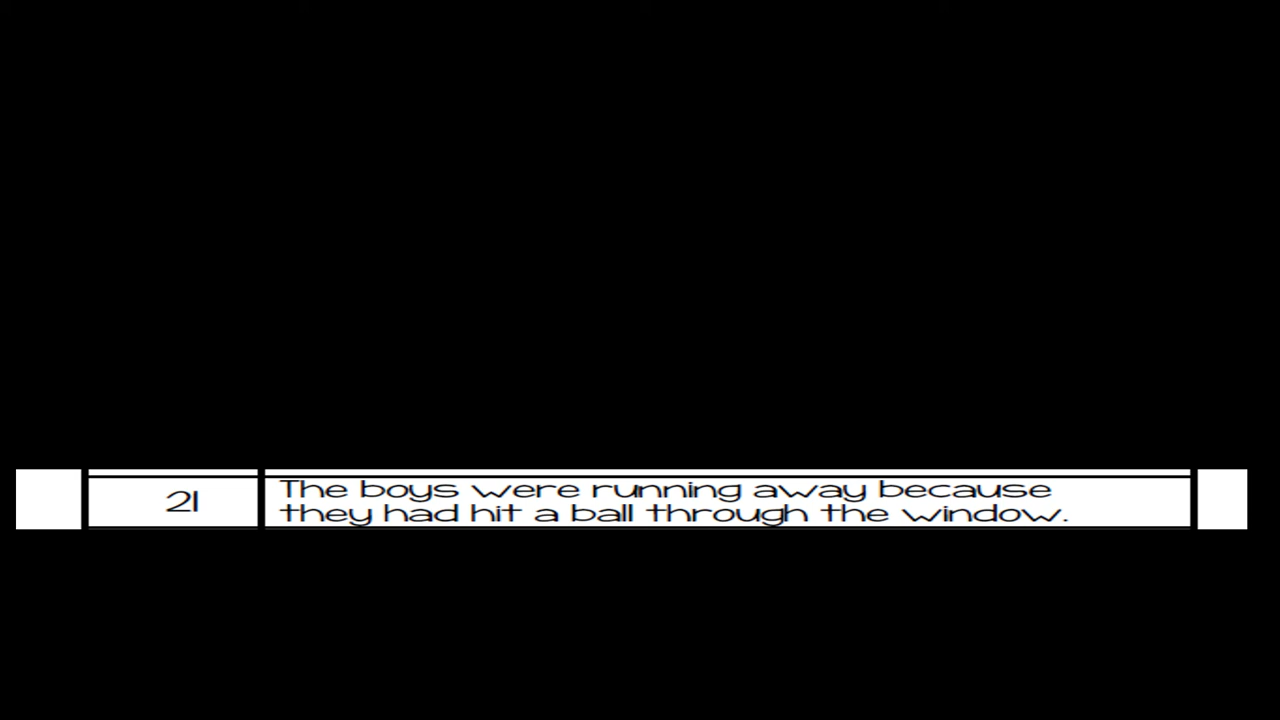 21
The boys were running away because
they had hit a ball through the window.